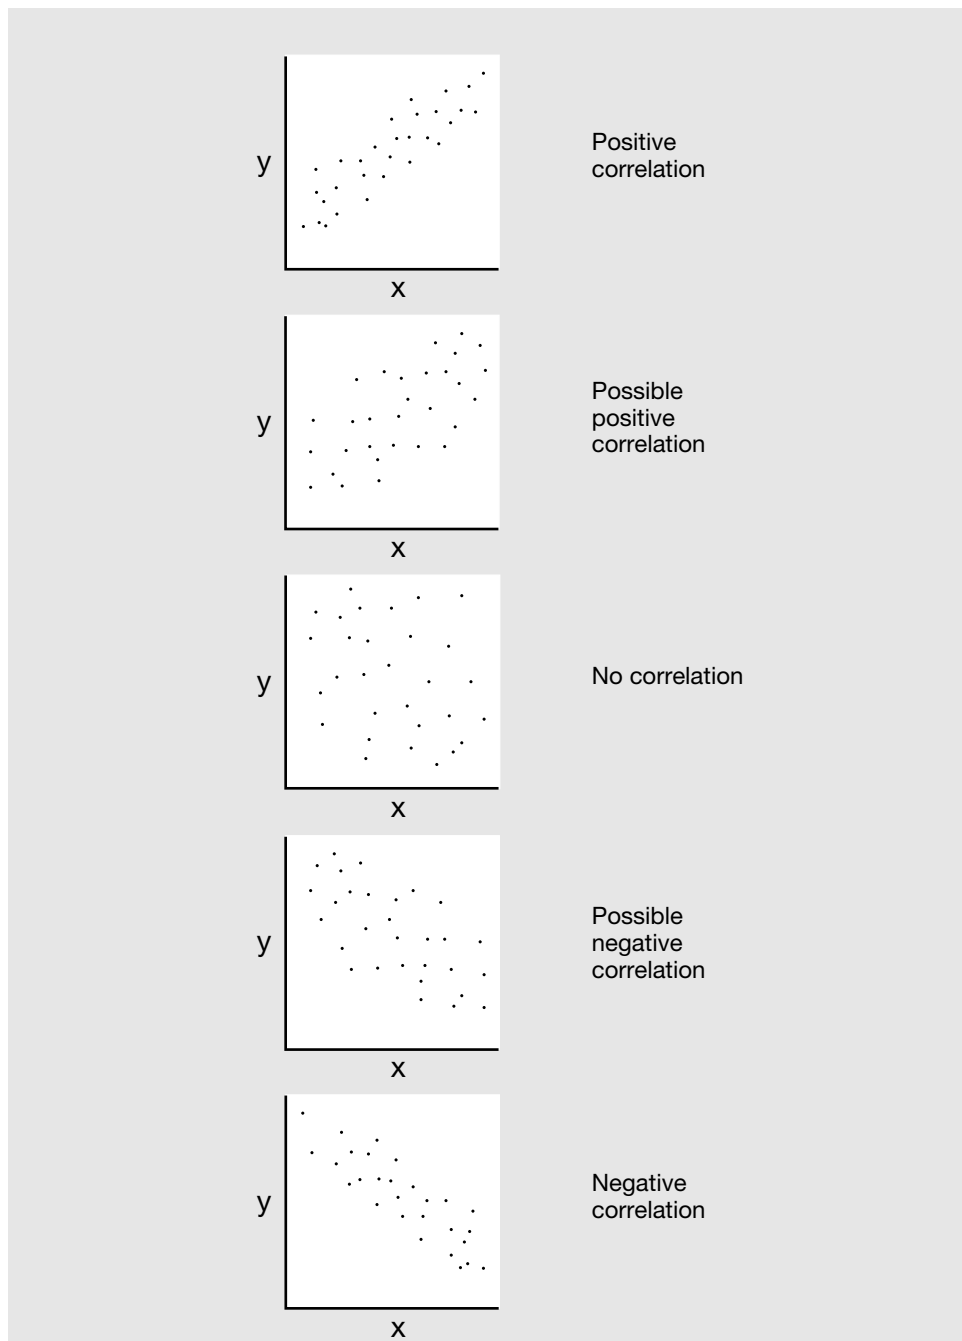 y
Positive
correlation
x
y
Possible
positive
correlation
x
y
No correlation
x
y
Possible
negative
correlation
x
y
Negative
correlation
x